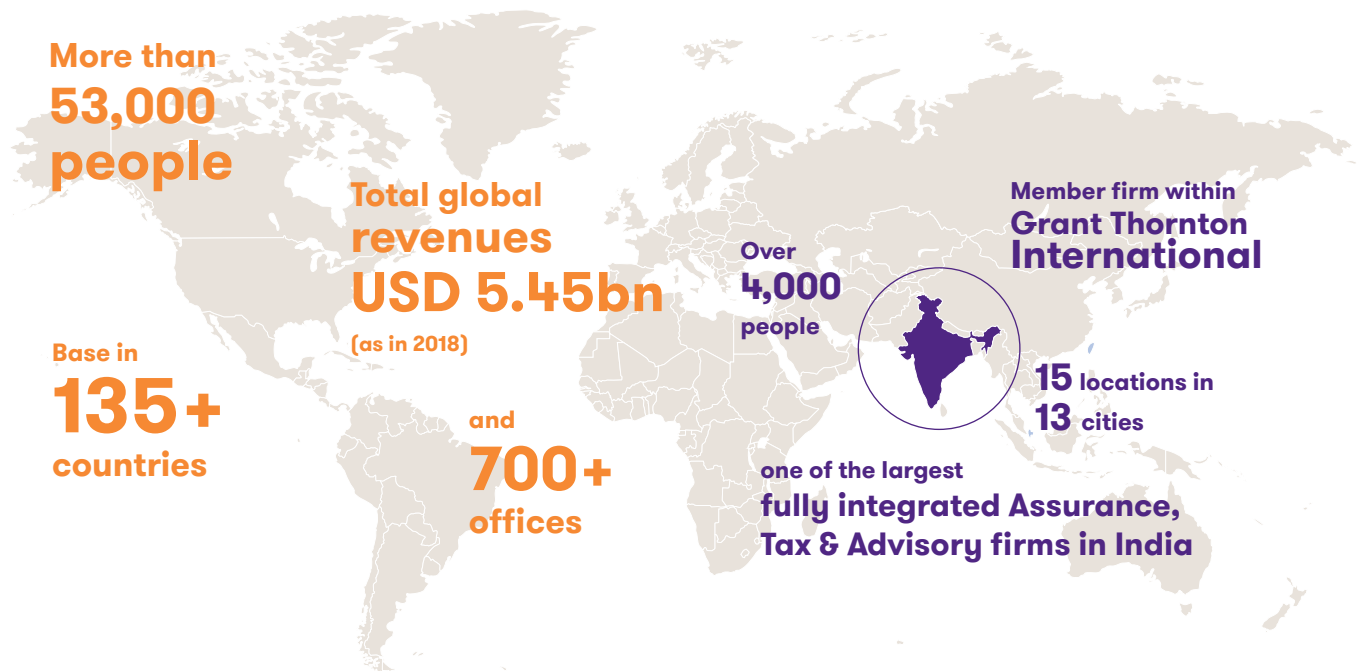 More than
53,000
people
Total global
revenues
USD 5.45bn
(as in 2018)
Base in
135+
countries
and
700+
offices
Member firm within
Grant Thornton
International
Over
4,000
people
15 locations in
13 cities
one of the largest
fully integrated Assurance,
Tax & Advisory firms in India